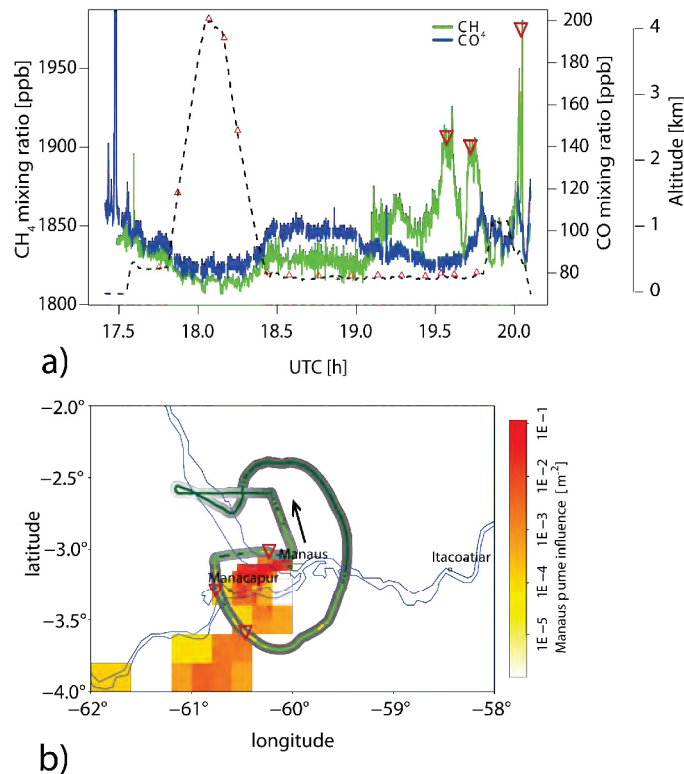 CH
CO4
1950
1900
1850
1800
CH4 mixing ratio [ppb]
200
180
160
140
120
100
80
CO mixing ratio [ppb]
4
3
2
1
0
Altitude [km]
17.5 18.0 18.5 19.0 19.5 20.0
UTC [h]
a)
−2.0°
−2.5°
−3.0°
−3.5°
−4.0°
latitude
Manaus
Manacapur
Itacoatiar
−62° −61° −60° −59° −58°
longitude
1E-1
1E-2
1E-3
1E-4
1E-5
Manaus pume influence [m-2]
b)